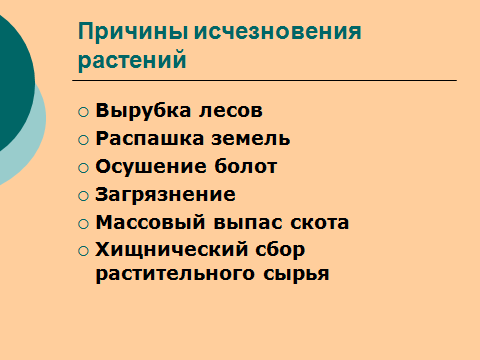 Причины исчезновения
растений
Вырубка лесов
Распашка земель
Осушение болот
Загрязнение
Массовый выпас скота
Хищнический сбор
растительного сырья